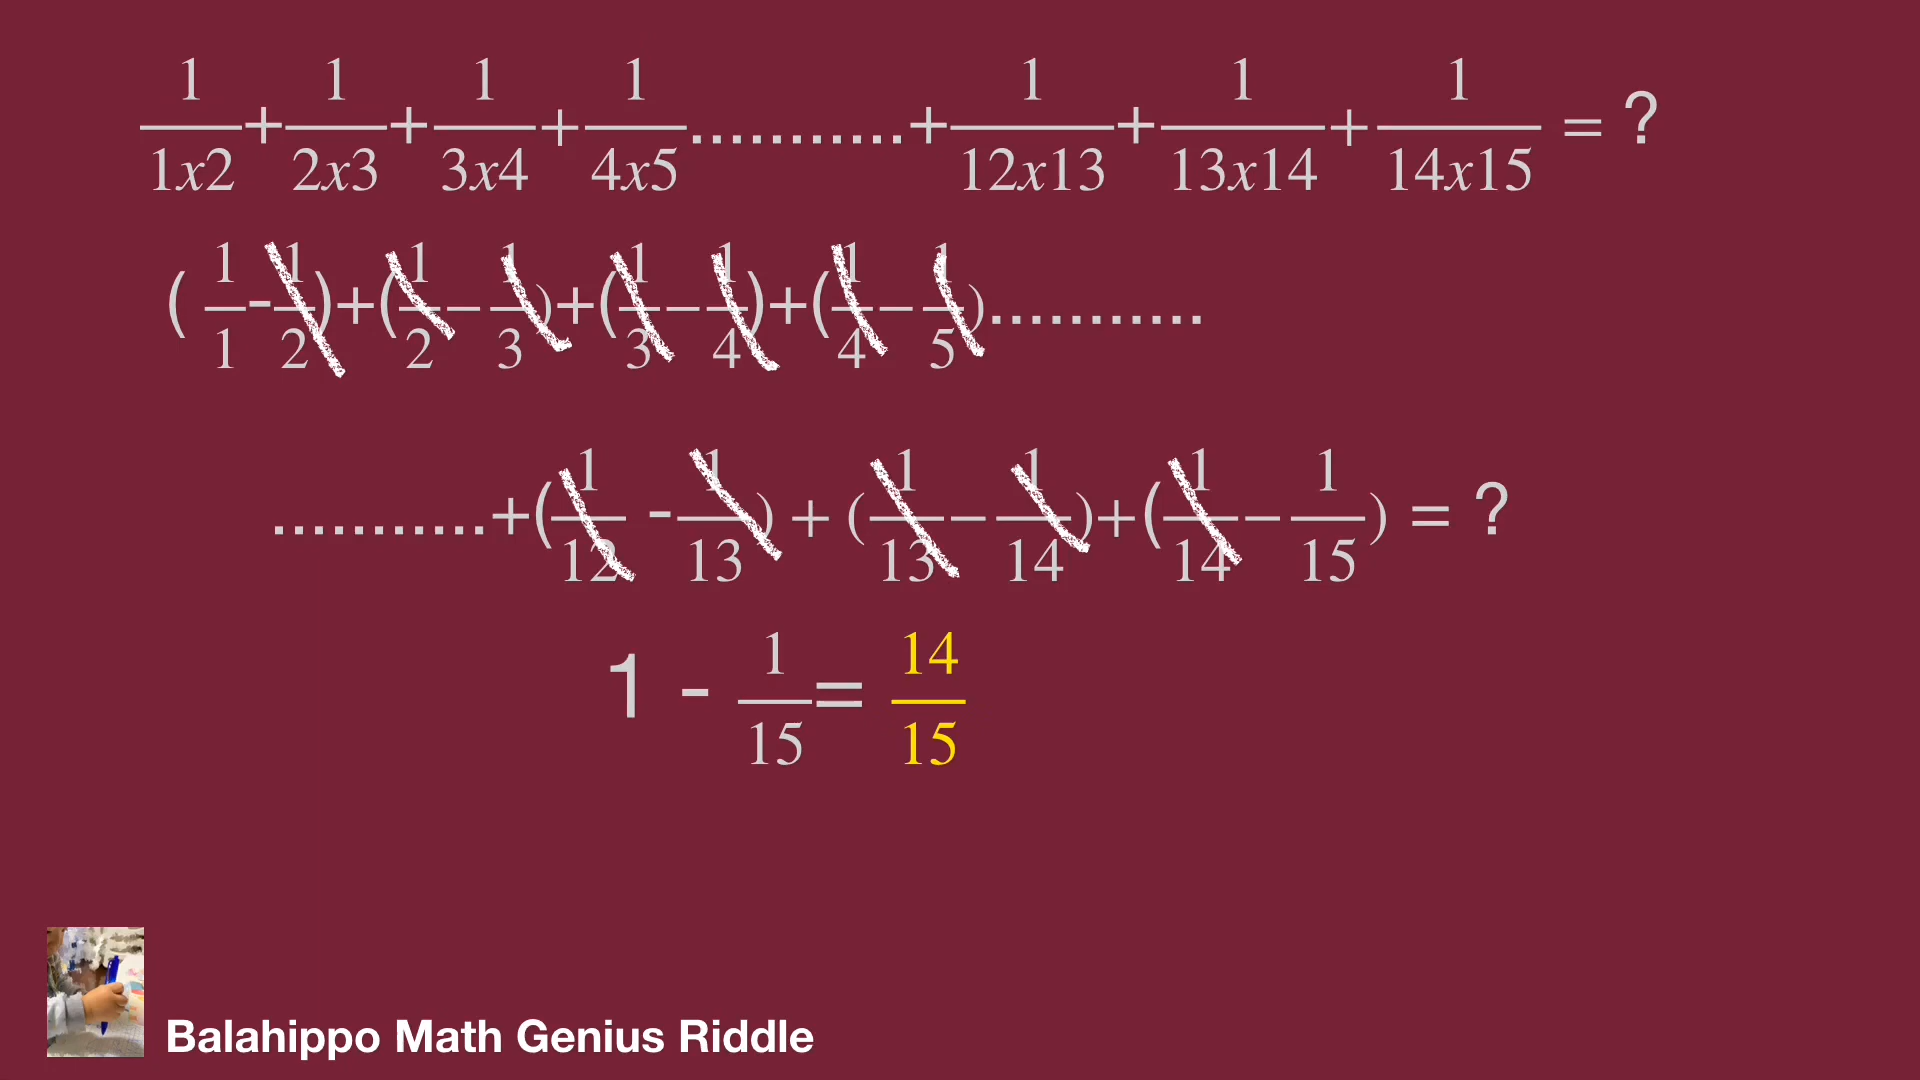 1/1x2+1/2x3+1/3x4+1/4x5...........+1/12x13+1/13x14+1/14x15 = ?
(1/1-1/2)+(1/2−1/3)+(1/3−1/4)+(1/4−1/5)...........
...........+(1/12 -1/13) + (1/13−1/14)+(1/14−1/15) = ?
1 - 1/15= 14/15
Balahippo Math Genius Riddle